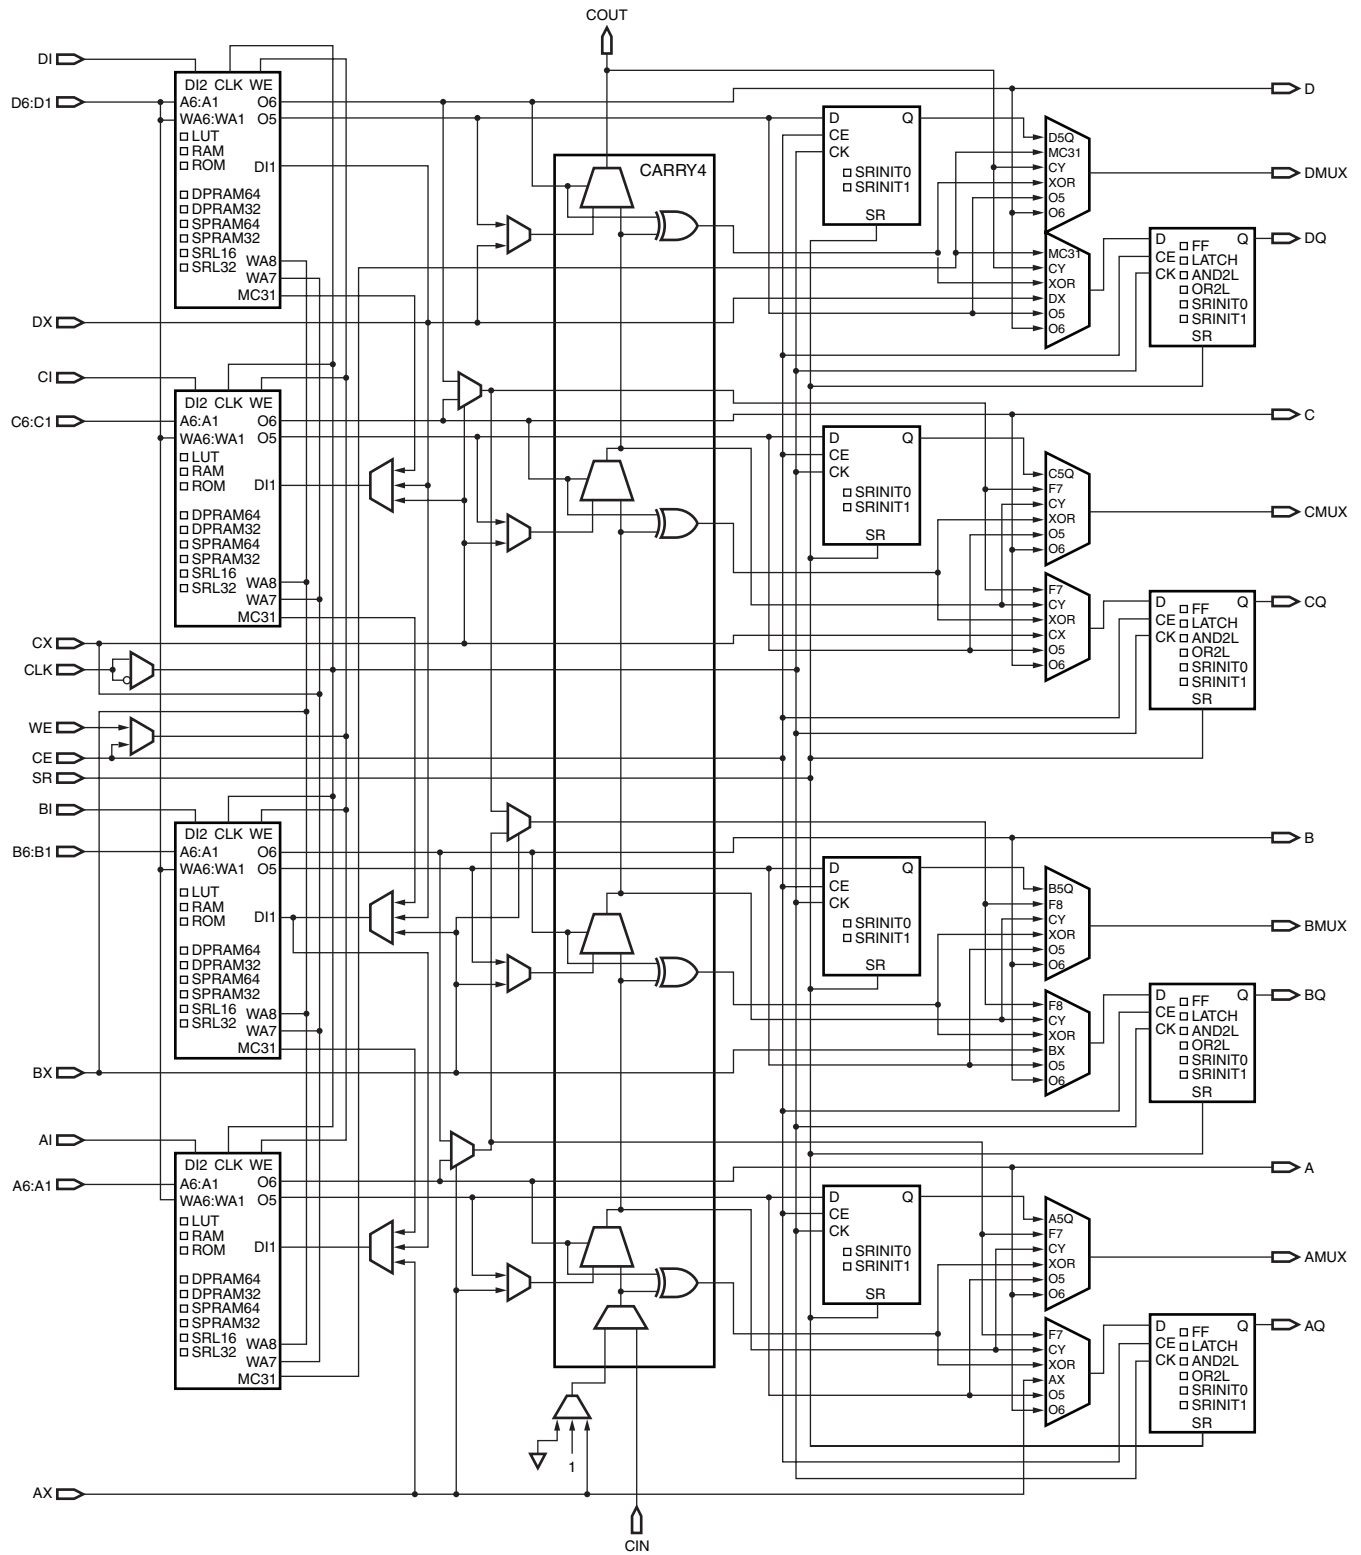 COUT
DI
DI2 CLK WE
D6:D1
A6:A1 O6
WA6:WA1 O5
LUT
RAM
ROM
DI1
DPRAM64
DPRAM32
SPRAM64
SPRAM32
SRL16
SRL32
WA8
WA7
MC31
DX
CARRY4
D Q
CE
CK
SRINIT0
SRINIT1
SR
D5Q
MC31
CY
XOR
O5
O6
MC31
CY
XOR
DX
O5
O6
D Q
CE
CK
FF
LATCH
AND2L
OR2L
SRINIT0
SRINIT1
SR
D
DMUX
DQ
CI
DI2 CLK WE
C6:C1
A6:A1 O6
WA6:WA1 O5
LUT
RAM
ROM
DI1
DPRAM64
DPRAM32
SPRAM64
SPRAM32
SRL16
SRL32
WA8
WA7
MC31
CX
CLK
WE
CE
SR
D Q
CE
CK
SRINIT0
SRINIT1
SR
C5Q
F7
CY
XOR
O5
O6
F7
CY
XOR
CX
O5
O6
D Q
CE
CK
FF
LATCH
AND2L
OR2L
SRINIT0
SRINIT1
SR
C
CMUX
CQ
BI
DI2 CLK WE
B6:B1
A6:A1 O6
WA6:WA1 O5
LUT
RAM
ROM
DI1
DPRAM64
DPRAM32
SPRAM64
SPRAM32
SRL16
SRL32
WA8
WA7
MC31
BX
D Q
CE
CK
SRINIT0
SRINIT1
SR
B5Q
F8
CY
XOR
O5
O6
F8
CY
XOR
BX
O5
O6
D Q
CE
CK
FF
LATCH
AND2L
OR2L
SRINIT0
SRINIT1
SR
B
BMUX
BQ
AI
DI2 CLK WE
A6:A1
A6:A1 O6
WA6:WA1 O5
LUT
RAM
ROM
DI1
DPRAM64
DPRAM32
SPRAM64
SPRAM32
SRL16
SRL32
WA8
WA7
MC31
AX
1
CIN
D Q
CE
CK
SRINIT0
SRINIT1
SR
A5Q
F7
CY
XOR
O5
O6
F7
CY
XOR
AX
O5
O6
D Q
CE
CK
FF
LATCH
AND2L
OR2L
SRINIT0
SRINIT1
SR
A
AMUX
AQ